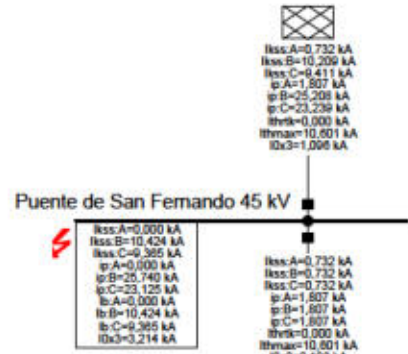 Ikss:A=0,732 kA
Ikss:B=10,209 kA
Ikss:C=9,411 kA
ip:A=1,807 kA
ip:B=25,208 kA
ip:C=23,239 kA
Ithrtk=0,000 kA
Ithmax=10,601 kA
I0x3=1,096 kA
Puente de San Fernando 45 kV
Ikss:A=0,000 kA
Ikss:B=10,424 kA
Ikss:C=9,365 kA
ip:A=0,000 kA
ip:B=25,740 kA
ip:C=23,125 kA
Ib:A=0,000 kA
Ib:B=10,424 kA
Ib:C=9,365 kA
I0x3=3,214 kA
Ikss:A=0,732 kA
Ikss:B=0,732 kA
Ikss:C=0,732 kA
ip:A=1,807 kA
ip:B=1,807 kA
ip:C=1,807 kA
Ithrtk=0,000 kA
Ithmax=10,601 kA